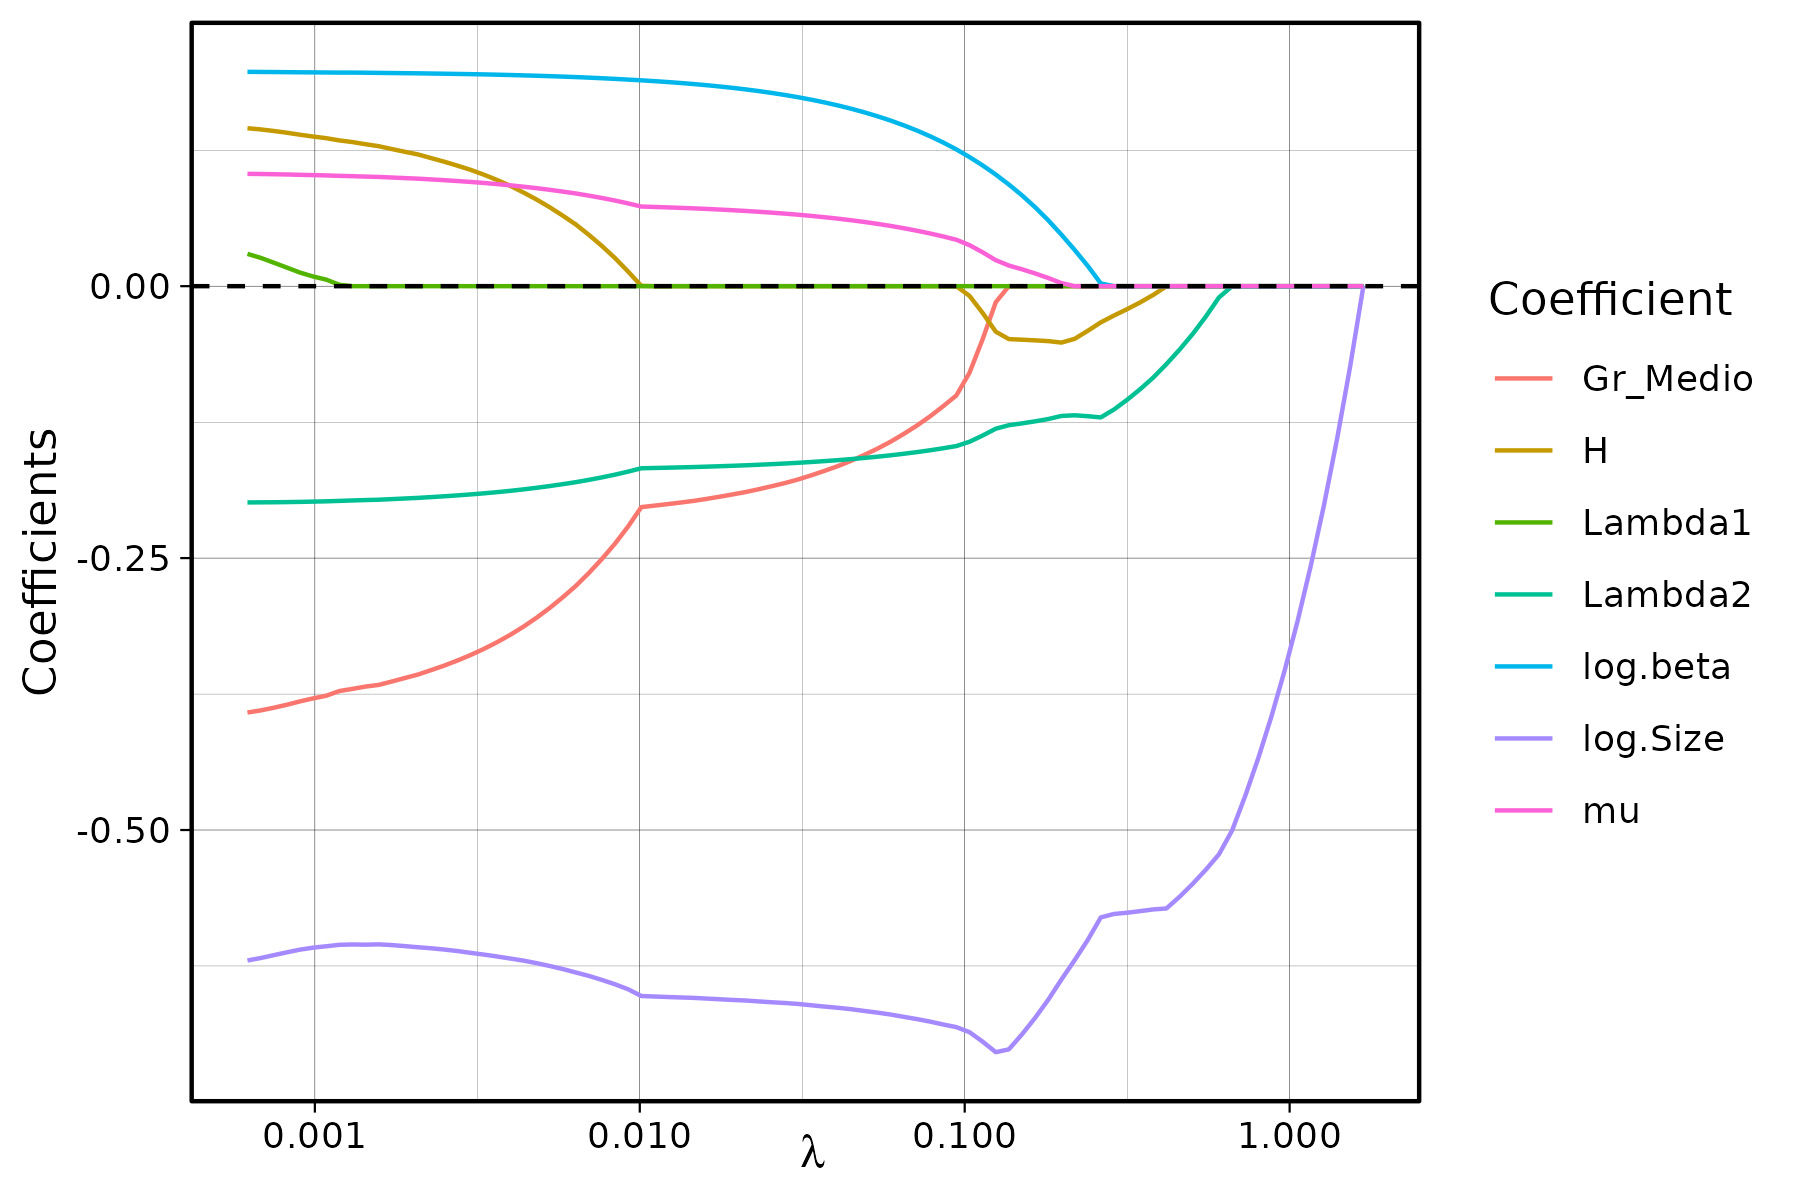 Coefficients
0.00
-0.25
-0.50
0.001
0.010
0.100
1.000
λ
Coefficient
Gr_Medio
H
Lambda1
Lambda2
log.beta
log.Size
mu